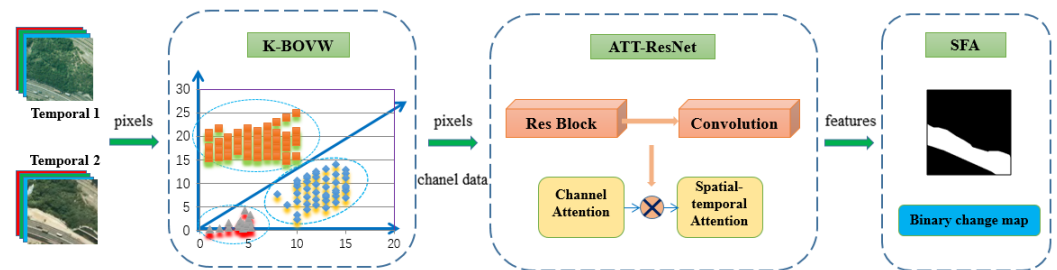 Temporal 1
Temporal 2
pixels
K-BOVW
30
25
20
15
10
5
0
0 5 10 15 20
pixels
chanel data
ATT-ResNet
Res Block
Convolution
Channel
Attention
Spatial-
temporal
Attention
features
SFA
Binary change map